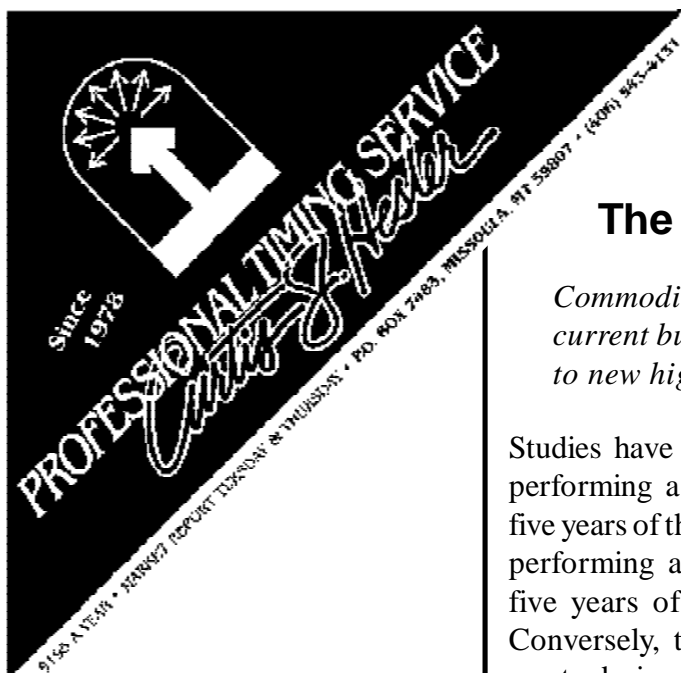 PROFESSIONAL TIMING SERVICE
Curtis J. Hesler
Since
1978
A YEAR • MARKET REPORT TUESDAY & THURSDAY • P.O. BOX 7483, MISSOULA, MT 59807 • (406) 543-4131
The
Commodi
current bu
to new hig
Studies have
performing a
five years of th
performing a
five years of
Conversely, t